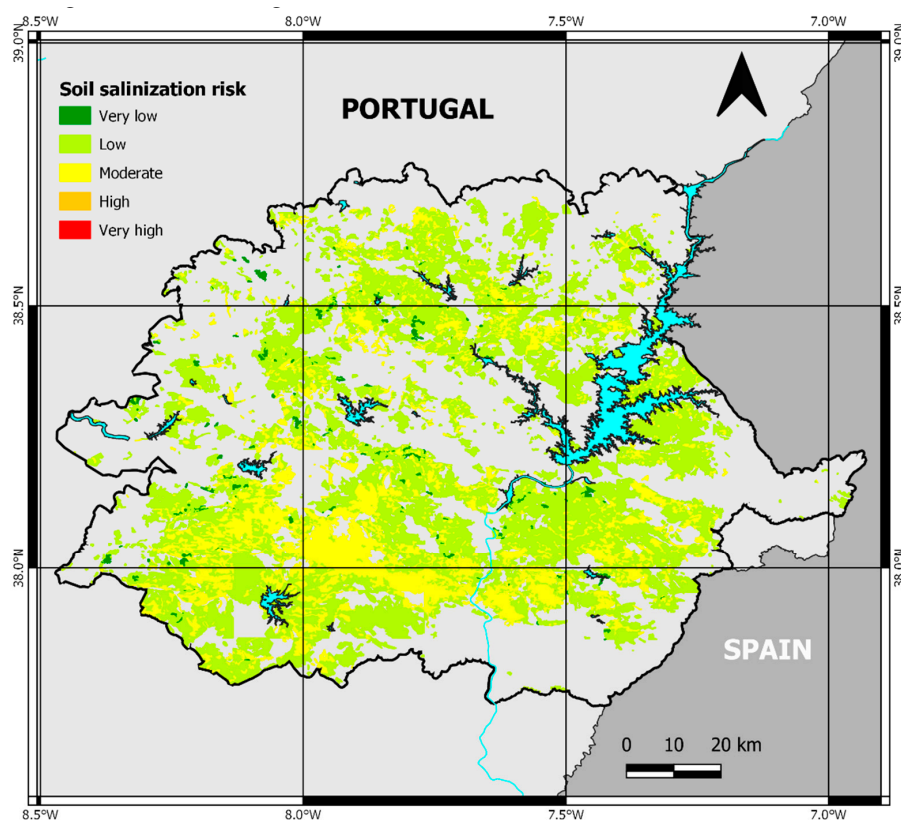 8.5°W 8.0°W 7.5°W 7.0°W
39.0°N 39.0°N
Soil salinization risk
Very low
Low
Moderate
High
Very high
PORTUGAL
38.5°N 38.5°N
38.0°N 38.0°N
SPAIN
0 10 20 km
8.5°W 8.0°W 7.5°W 7.0°W